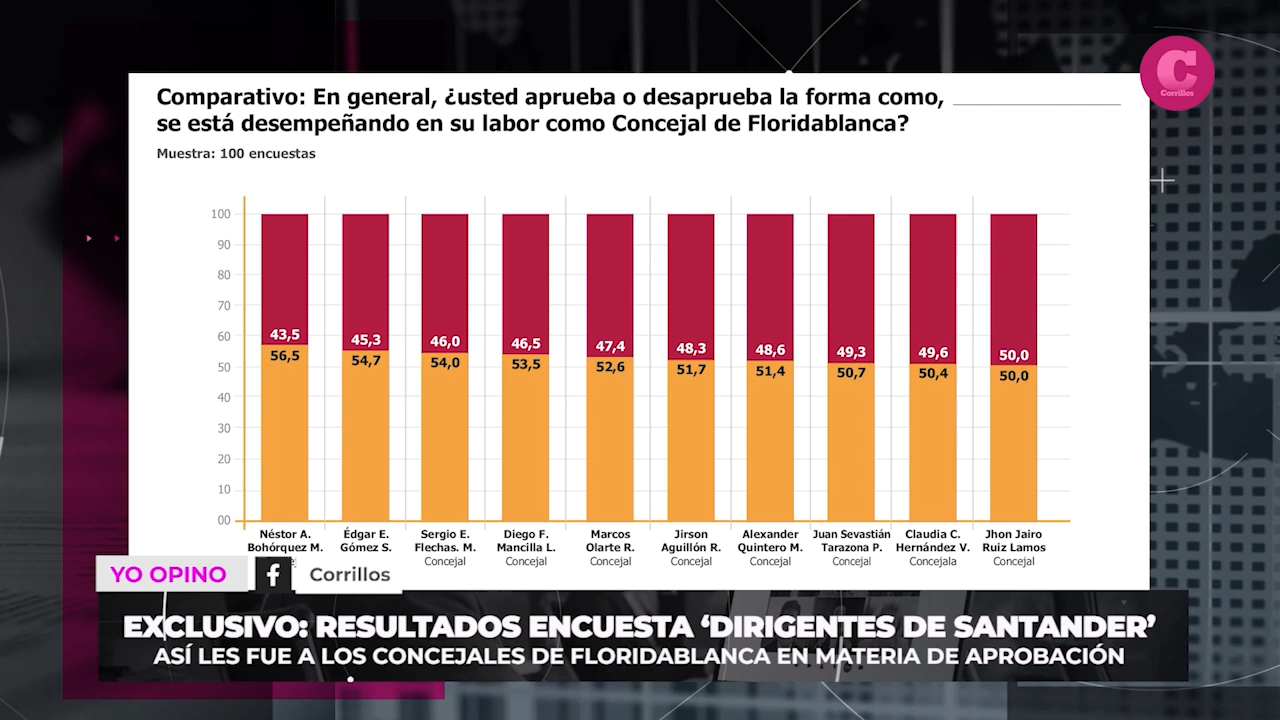 C
Corrillos
Comparativo: En general, ¿usted aprueba o desaprueba la forma como, ____________________
se está desempeñando en su labor como Concejal de Floridablanca?
Muestra: 100 encuestas
100
90
80
70
60
50
40
30
20
10
00
43,5 45,3 46,0 46,5 47,4 48,3 48,6 49,3 49,6 50,0
56,5 54,7 54,0 53,5 52,6 51,7 51,4 50,7 50,4 50,0
Néstor A. Édgar E. Sergio E. Diego F. Marcos Jirson Alexander Juan Sevastián Claudia C. Jhon Jairo
Bohórquez M. Gómez S. Flechas. M. Mancilla L. Olarte R. Aguillón R. Quintero M. Tarazona P. Hernández V. Ruiz Lamos
Concejal Concejal Concejal Concejal Concejal Concejal Concejala Concejal
YO OPINO f Corrillos
EXCLUSIVO: RESULTADOS ENCUESTA ‘DIRIGENTES DE SANTANDER’
ASÍ LES FUE A LOS CONCEJALES DE FLORIDABLANCA EN MATERIA DE APROBACIÓN